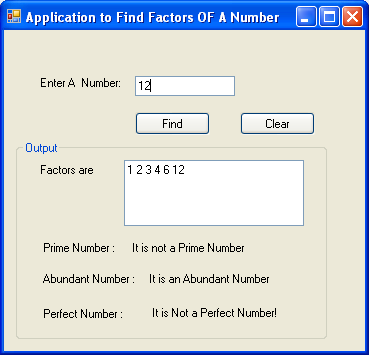 Application to Find Factors OF A Number
Enter A Number: 12
Find Clear
Output
Factors are 1 2 3 4 6 12
Prime Number : It is not a Prime Number
Abundant Number : It is an Abundant Number
Perfect Number : It is Not a Perfect Number!